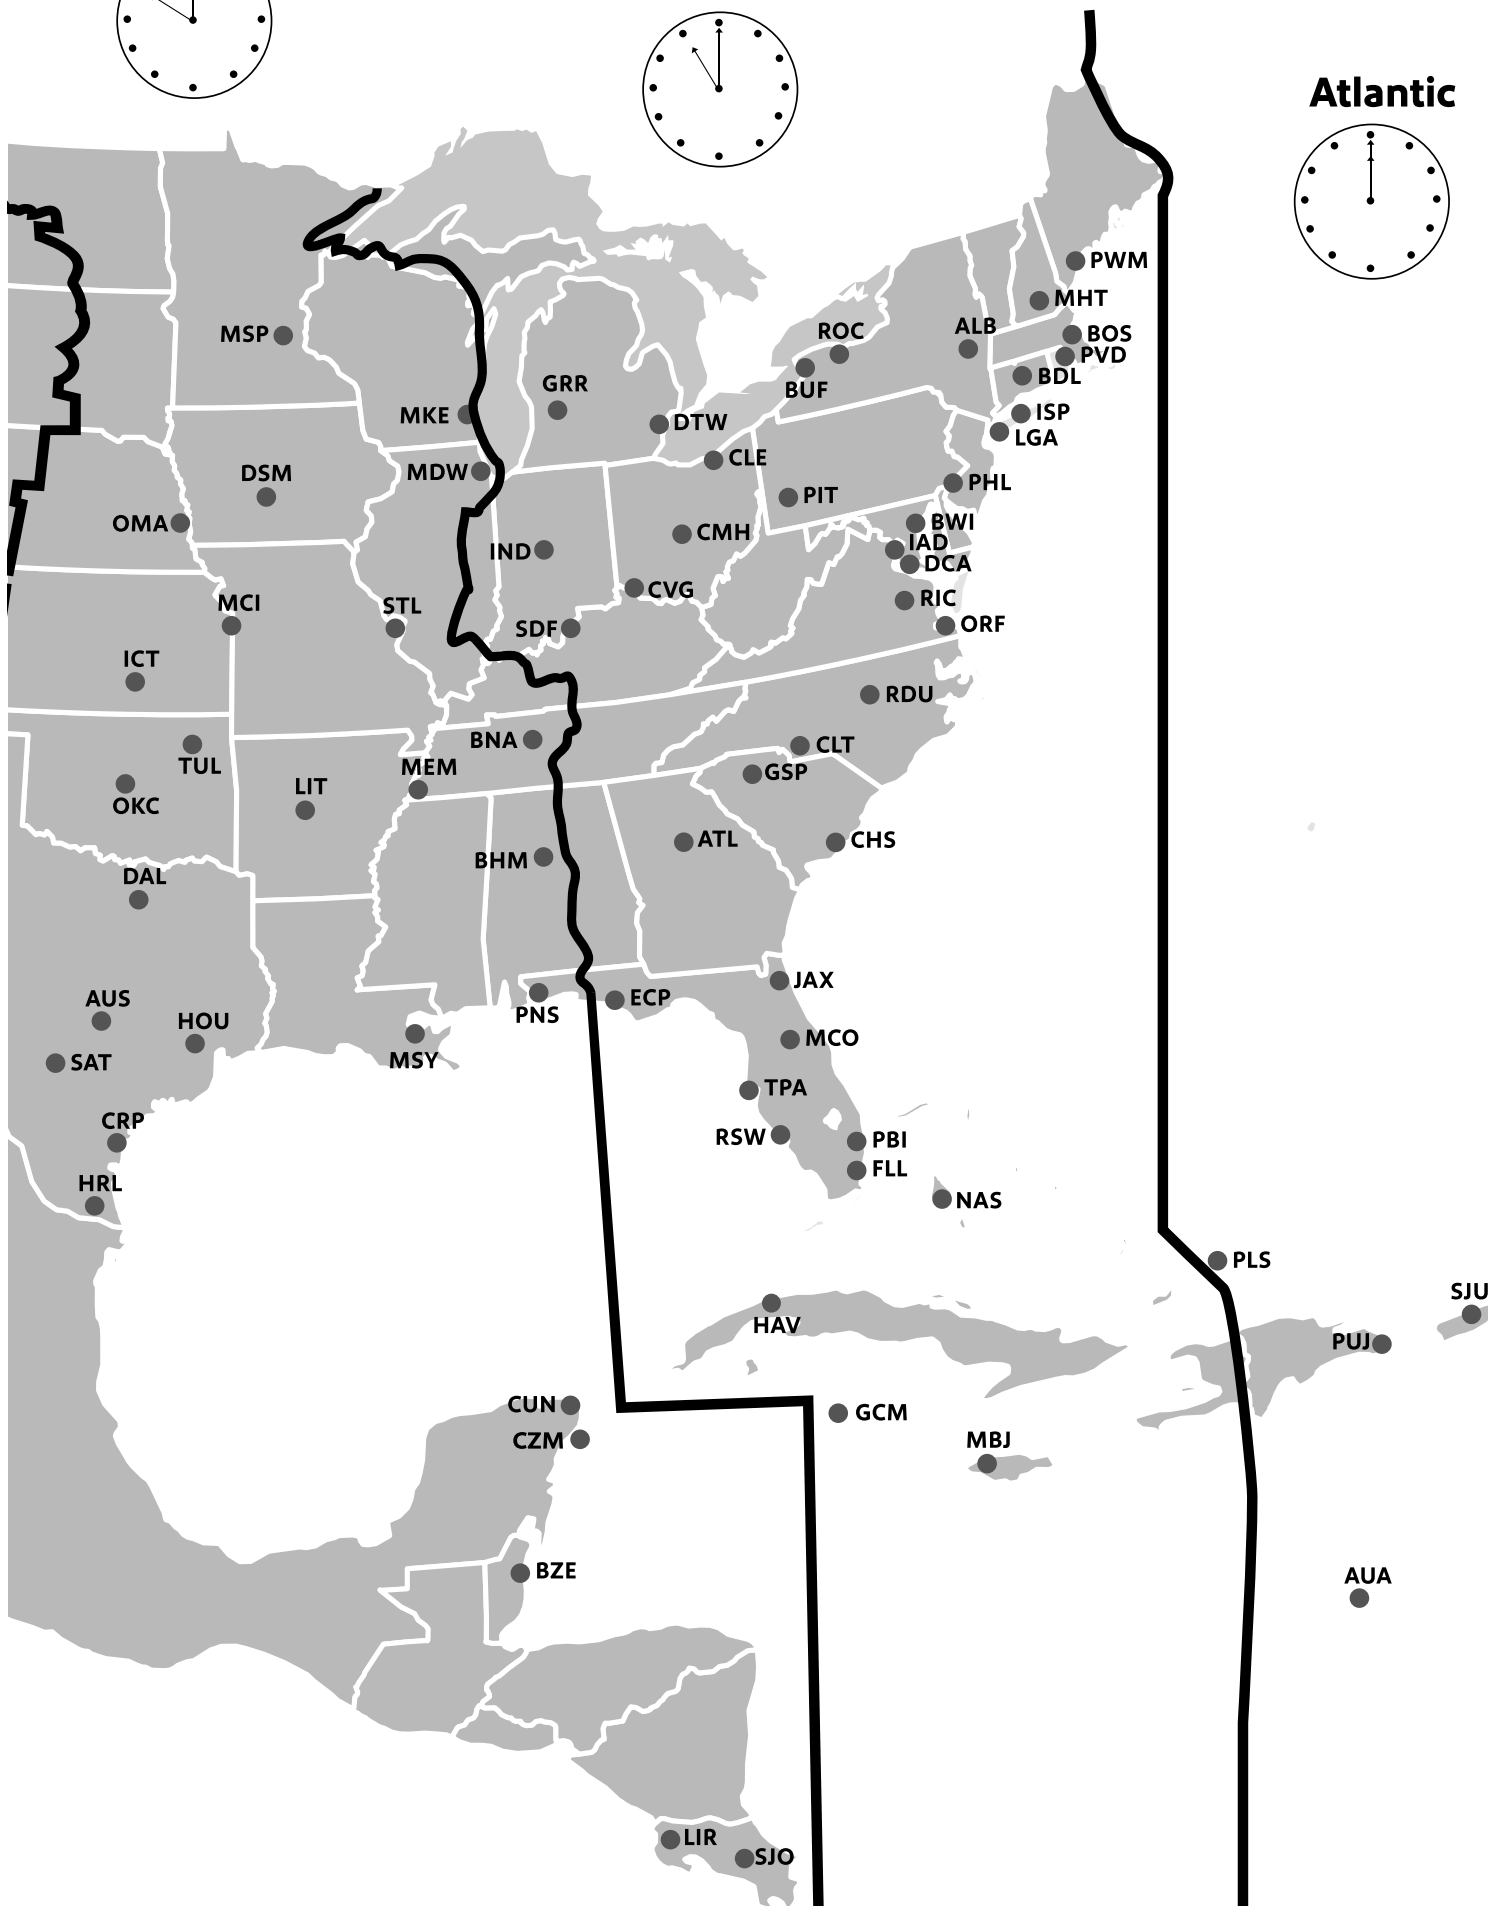 Atlantic
PWM
MHT
ROC
ALB
BOS
MSP
PVD
BDL
GRR
BUF
ISP
MKE
DTW
LGA
CLE
MDW
DSM
PHL
PIT
OMA
BWI
CMH
IAD
IND
DCA
CVG
RIC
MCI
STL
SDF
ORF
ICT
RDU
BNA
CLT
TUL
MEM
GSP
LIT
OKC
ATL
CHS
BHM
DAL
JAX
AUS
ECP
PNS
HOU
MCO
MSY
SAT
TPA
CRP
RSW
PBI
FLL
HRL
NAS
PLS
SJU
HAV
PUJ
CUN
GCM
CZM
MBJ
BZE
AUA
LIR
SJO